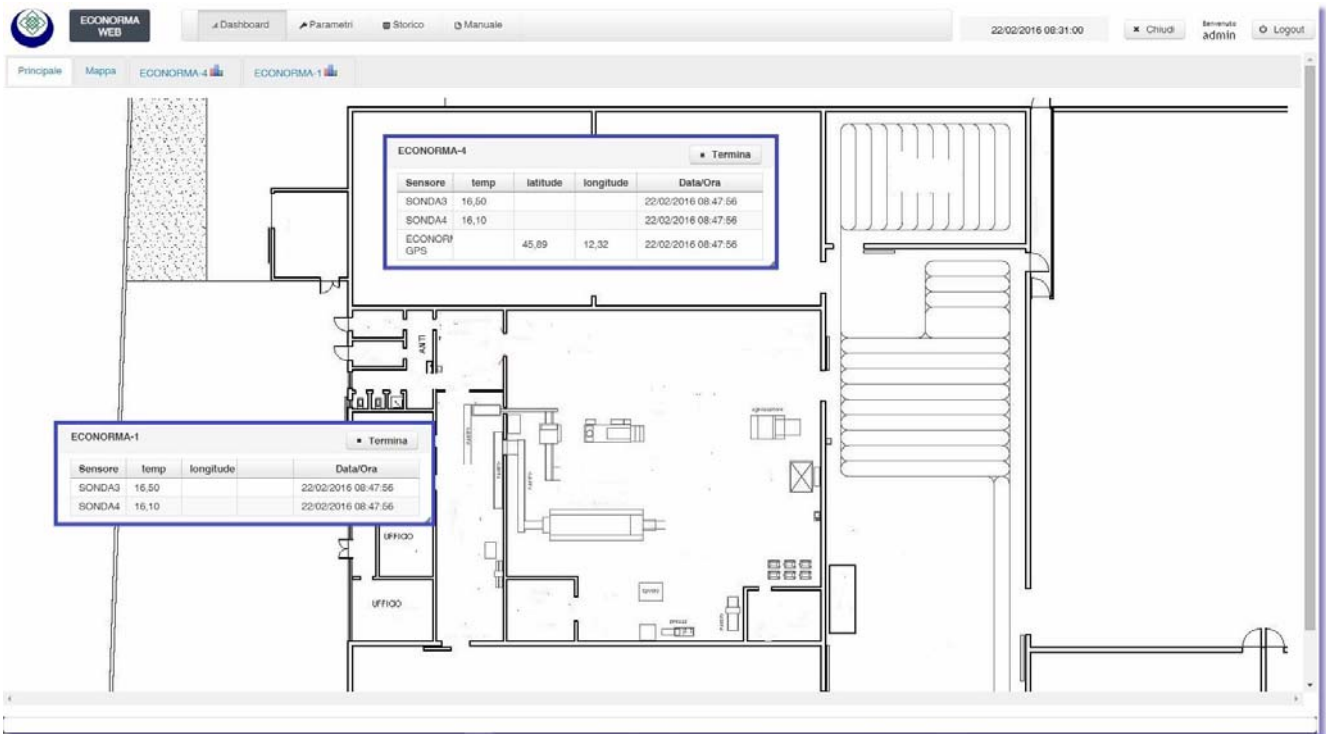 ECONORMA
WEB
Dashboard Parametri Storico Manuale
22/02/2016 08:31:00
Chiudi
Benvenuto
admin
Logout
Principale Mappa ECONORMA-4 ECONORMA-1
ECONORMA-4
Termina
Sensore temp latitude longitude Data/Ora
SONDA3 16,50 22/02/2016 08:47:56
SONDA4 16,10 22/02/2016 08:47:56
ECONORM
GPS 45,89 12,32 22/02/2016 08:47:56
ANTI
ECONORMA-1
Termina
Sensore temp longitude Data/Ora
SONDA3 16,50 22/02/2016 08:47:56
SONDA4 16,10 22/02/2016 08:47:56
UFFICIO
UFFICIO